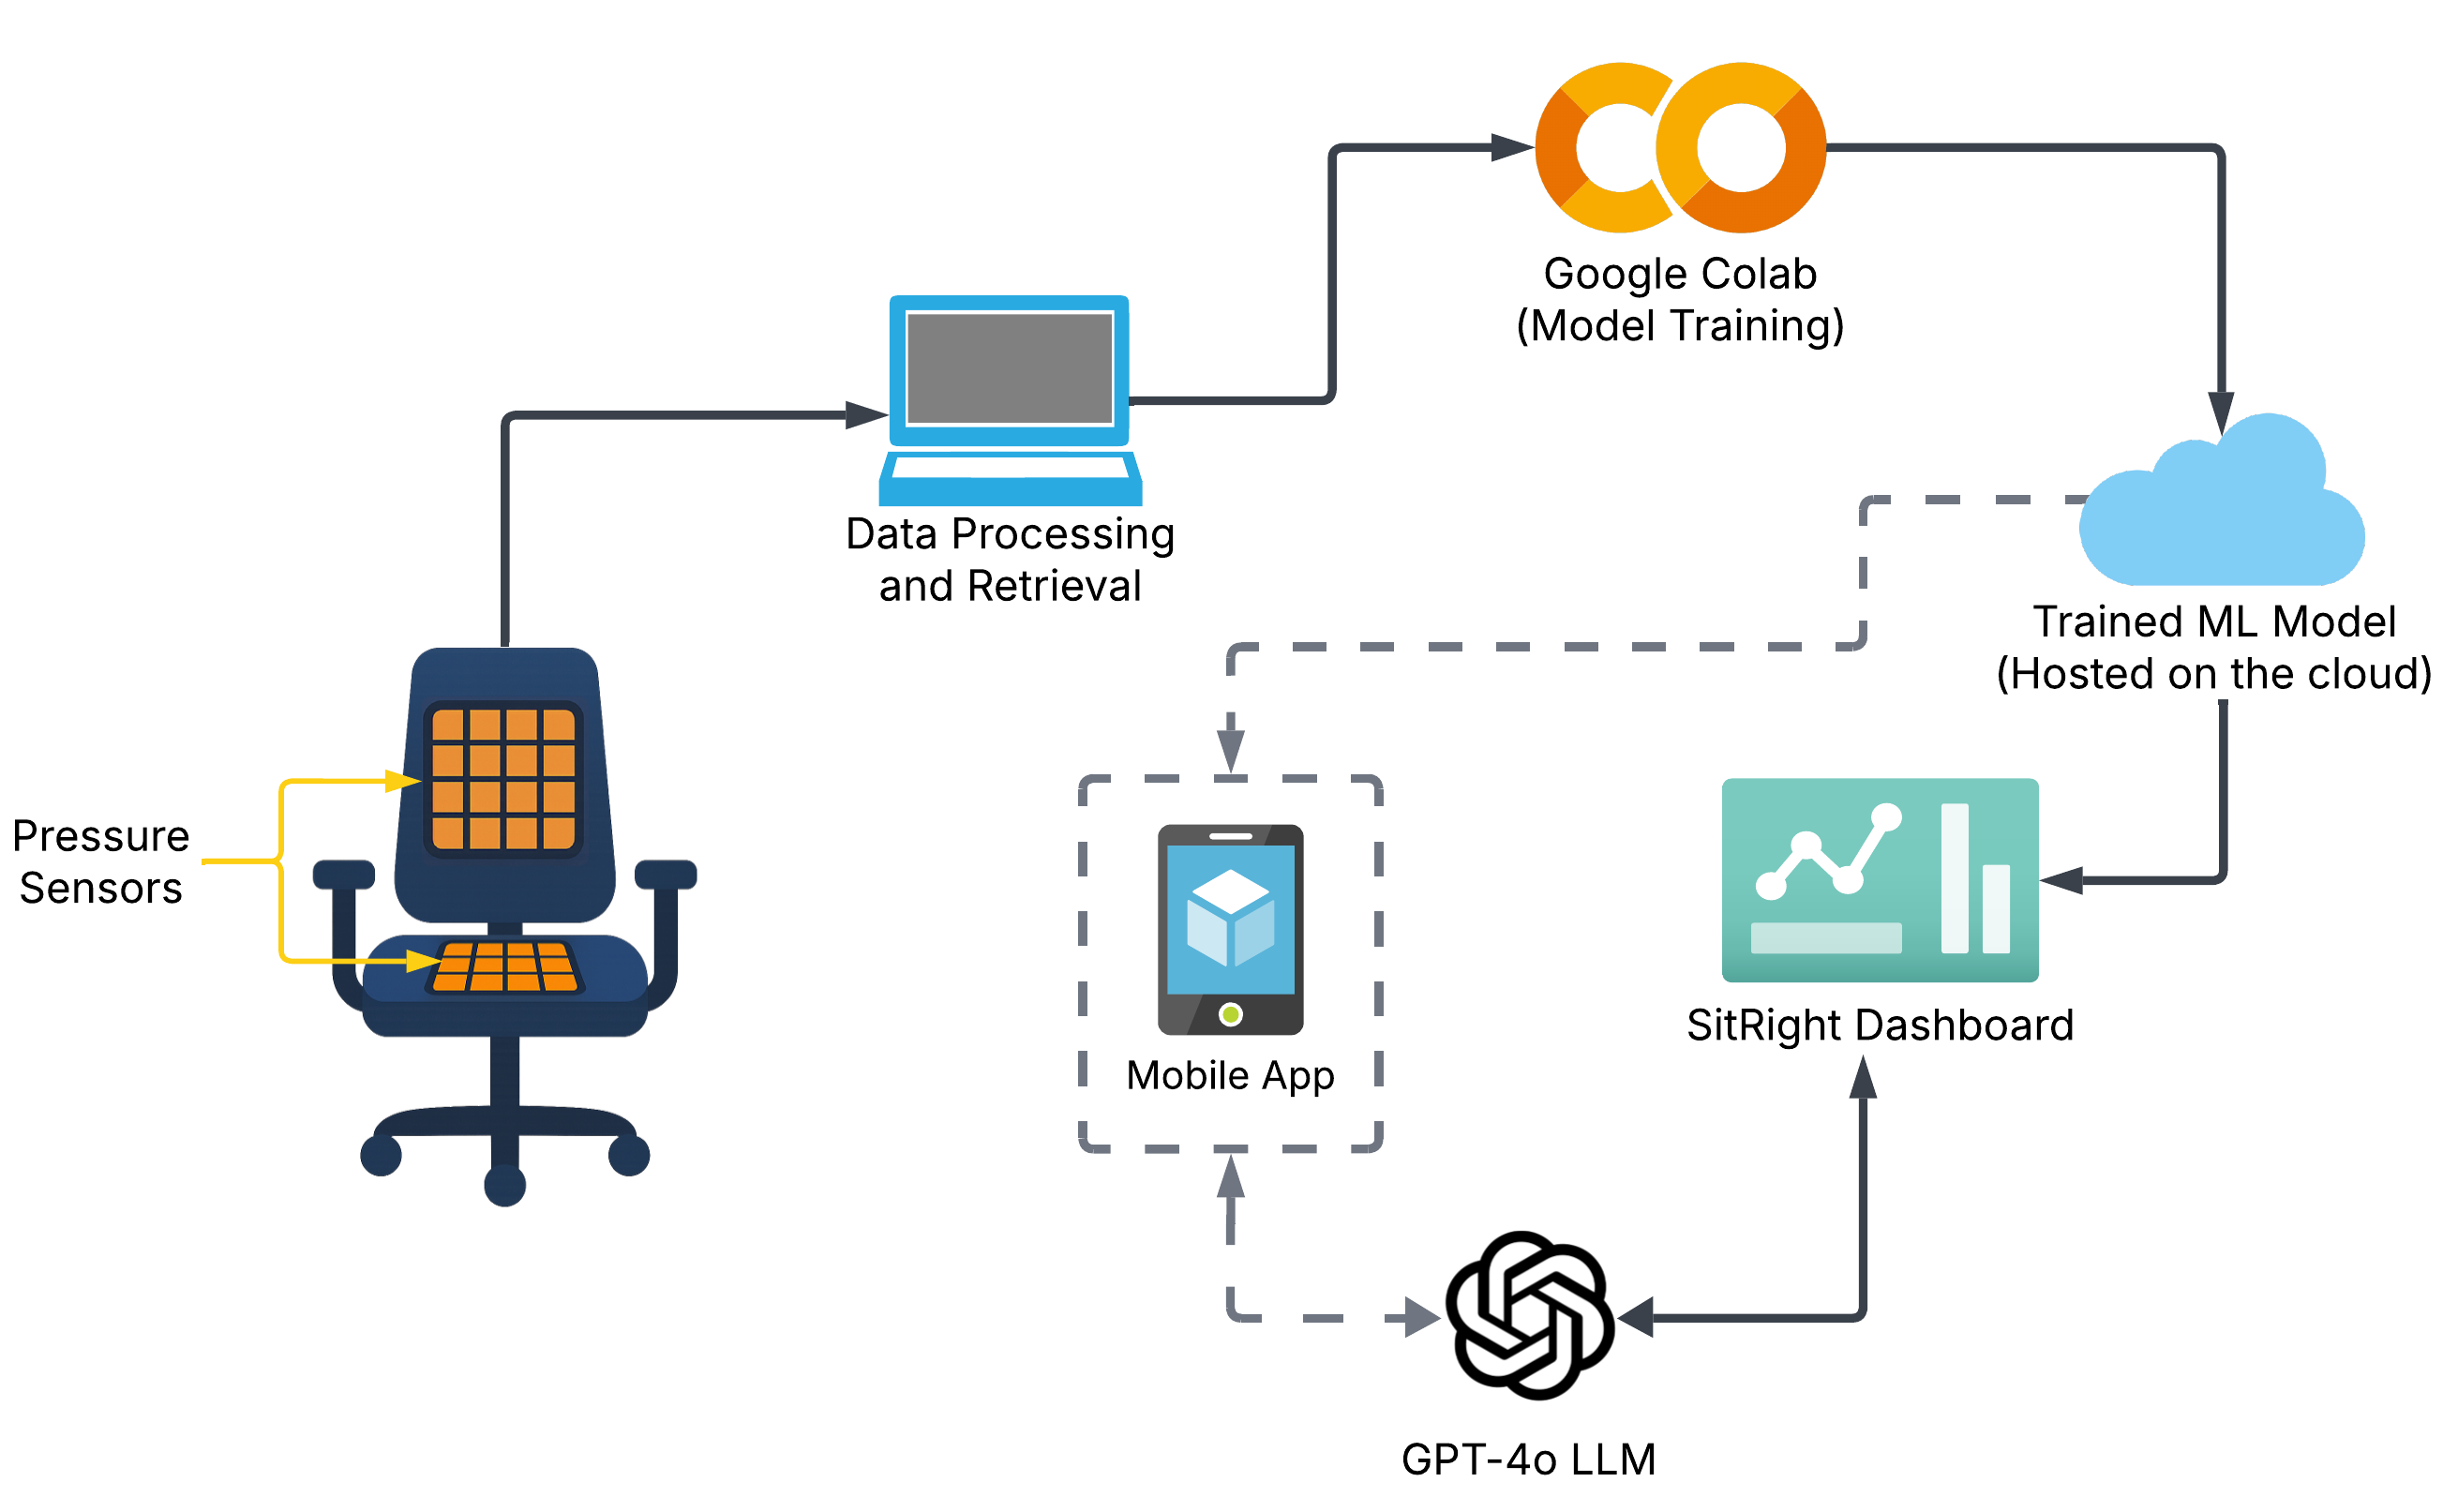 Google Colab
(Model Training)
Data Processing
and Retrieval
Trained ML Model
(Hosted on the cloud)
Pressure
Sensors
SitRight Dashboard
Mobile App
GPT-4o LLM